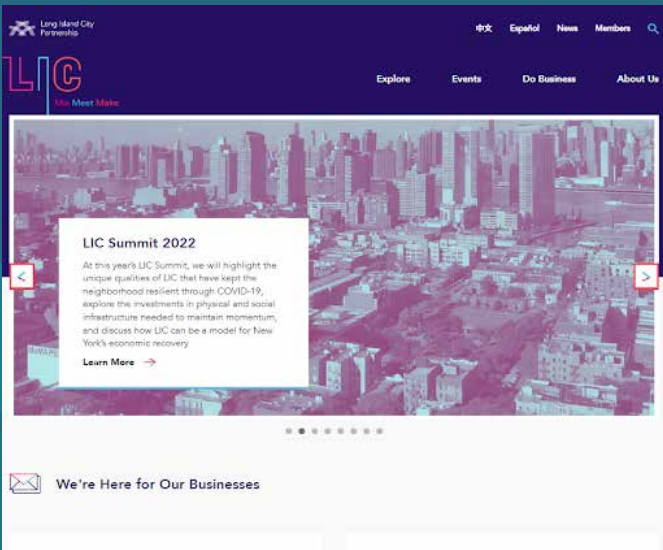 Long Island City
Partnership
中文 Español News Members
LIC
Mix Meet Make
Explore Events Do Business About Us
LIC Summit 2022
At this year's LIC Summit, we will highlight the
unique qualities of LIC that have kept the
neighborhood resilient through COVID-19,
explore the investments in physical and social
infrastructure needed to maintain momentum,
and discuss how LIC can be a model for New
York's economic recovery
Learn More →
We're Here for Our Businesses